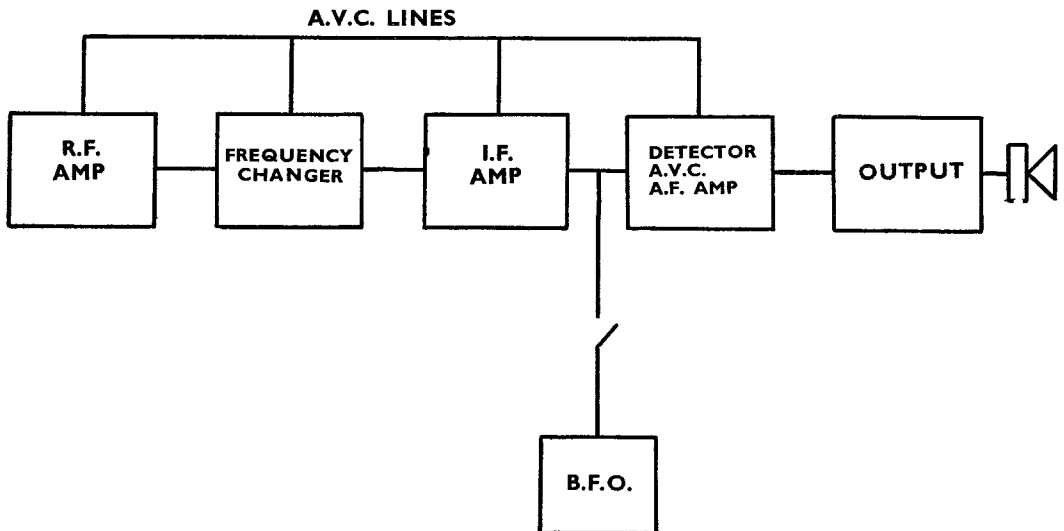 A.V.C. LINES
R.F.
AMP
FREQUENCY
CHANGER
I.F.
AMP
DETECTOR
A.V.C.
A.F. AMP
OUTPUT
B.F.O.